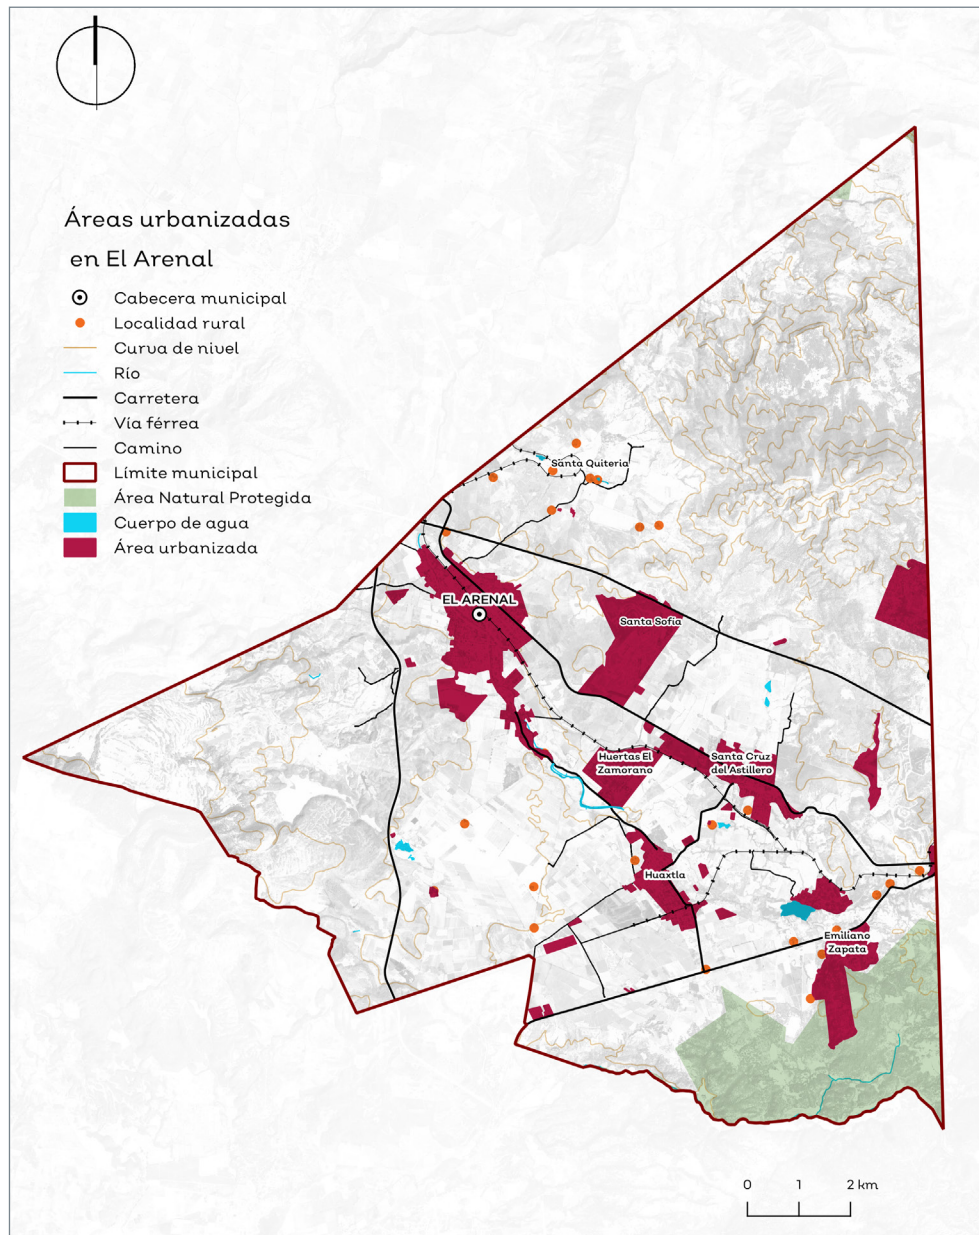 Áreas urbanizadas
en El Arenal
Cabecera municipal
Localidad rural
Curva de nivel
Río
Carretera
Vía férrea
Camino
Límite municipal
Área Natural Protegida
Cuerpo de agua
Área urbanizada
Santa Quiteria
EL ARENAL
Santa Sofia
Huertas El
Zamorano
Santa Cruz
del Astillero
Huaxtla
Emiliano
Zapata
0 1 2 km